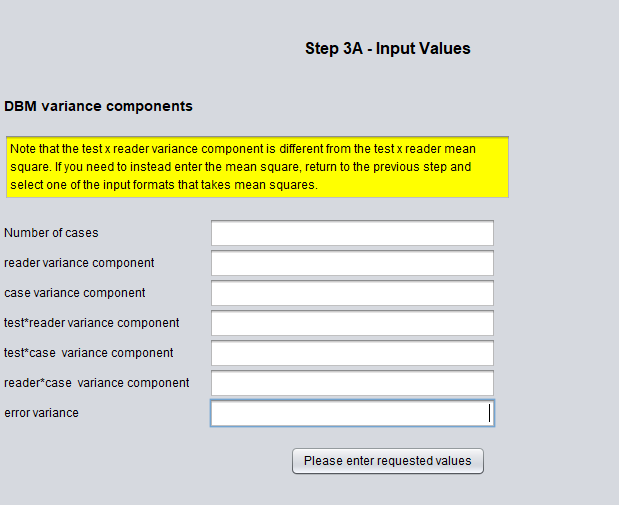 Step 3A - Input Values
DBM variance components
Note that the test x reader variance component is different from the test x reader mean
square. If you need to instead enter the mean square, return to the previous step and
select one of the input formats that takes mean squares.
Number of cases
reader variance component
case variance component
test*reader variance component
test*case  variance component
reader*case  variance component
error variance
Please enter requested values